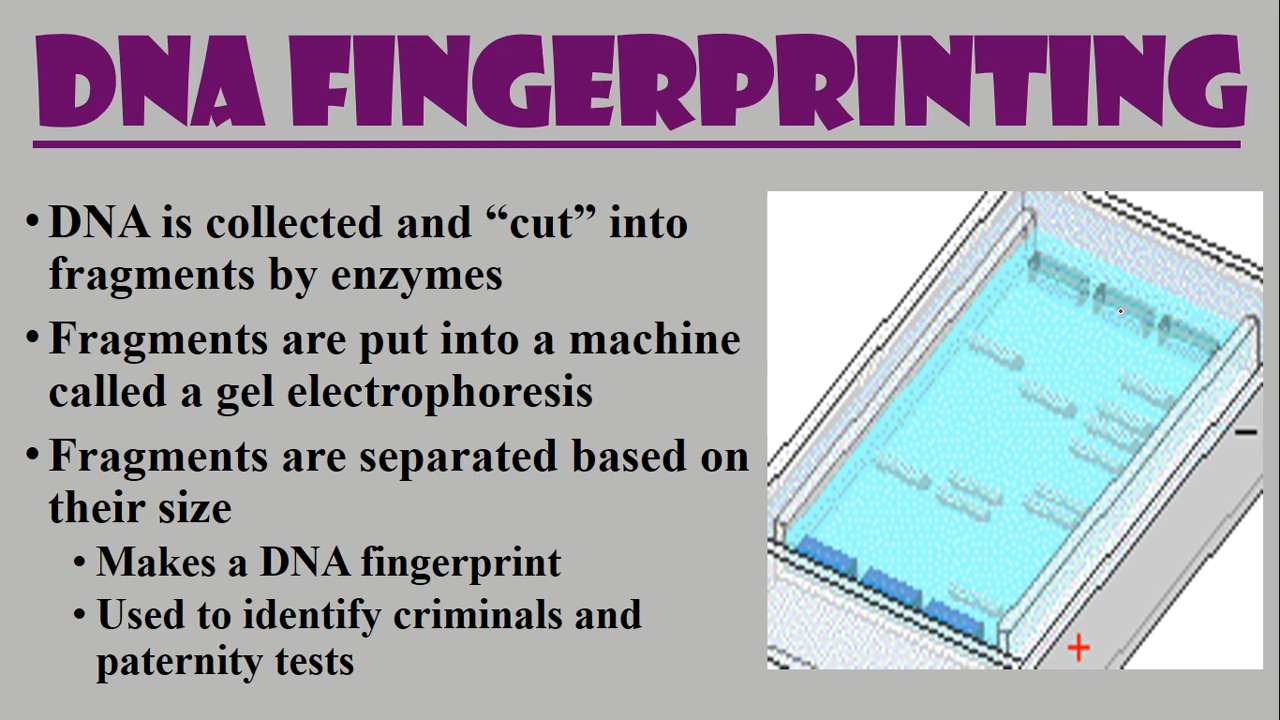 DNA FINGERPRINTING
• DNA is collected and “cut” into
fragments by enzymes
• Fragments are put into a machine
called a gel electrophoresis
• Fragments are separated based on
their size
• Makes a DNA fingerprint
• Used to identify criminals and
paternity tests
−
+